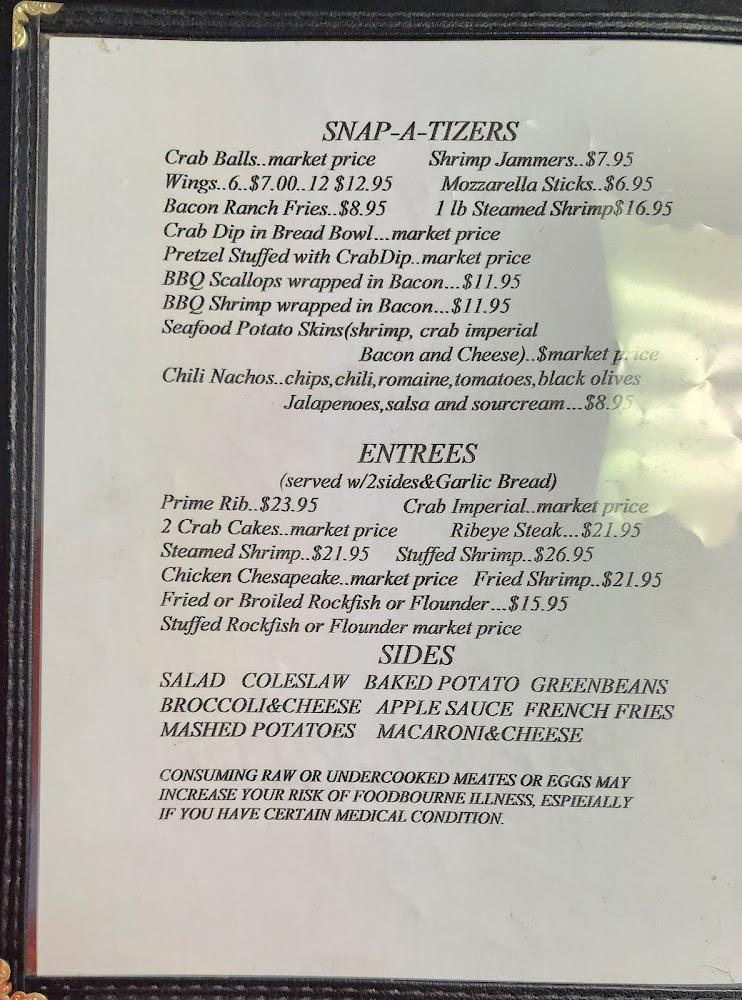 SNAP-A-TIZERS
Crab Balls..market price Shrimp Jammers..$7.95
Wings..6..$7.00..12 $12.95 Mozzarella Sticks..$6.95
Bacon Ranch Fries..$8.95 1 lb Steamed Shrimp$16.95
Crab Dip in Bread Bowl...market price
Pretzel Stuffed with CrabDip..market price
BBQ Scallops wrapped in Bacon...$11.95
BBQ Shrimp wrapped in Bacon...$11.95
Seafood Potato Skins(shrimp, crab imperial
Bacon and Cheese)..$market price
Chili Nachos..chips,chili,romaine,tomatoes,black olives
Jalapenoes,salsa and sourcream...$8.95
ENTREES
(served w/2sides&Garlic Bread)
Prime Rib..$23.95 Crab Imperial..market price
2 Crab Cakes..market price Ribeye Steak...$21.95
Steamed Shrimp..$21.95 Stuffed Shrimp..$26.95
Chicken Chesapeake..market price Fried Shrimp..$21.95
Fried or Broiled Rockfish or Flounder...$15.95
Stuffed Rockfish or Flounder market price
SIDES
SALAD COLESLAW BAKED POTATO GREENBEANS
BROCCOLI&CHEESE APPLE SAUCE FRENCH FRIES
MASHED POTATOES MACARONI&CHEESE
CONSUMING RAW OR UNDERCOOKED MEATES OR EGGS MAY
INCREASE YOUR RISK OF FOODBOURNE ILLNESS, ESPIEIALLY
IF YOU HAVE CERTAIN MEDICAL CONDITION.